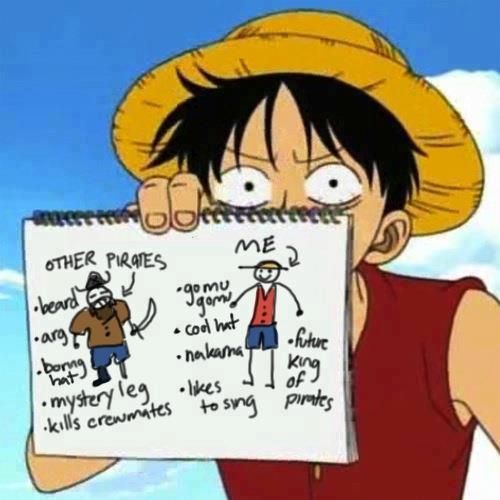 OTHER PIRATES
• beard
• arg
• boring
hat
• mystery leg
• kills crewmates
ME
• gomu
gomu
• cool hat
• nakama
• likes
to sing
• future
King
of
pirates